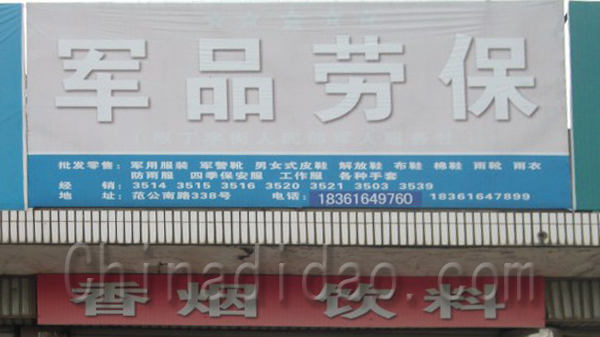 军品劳保
批发零售：军用服装 军警靴 男女式皮鞋 解放鞋 布鞋 棉鞋 雨靴 雨衣
防雨服 四季保安服 工作服 各种手套
经 销：3514 3515 3516 3520 3521 3503 3539
地 址：范公南路338号 电话：18361649760 18361647899
Chinadidao.com
香烟 饮料